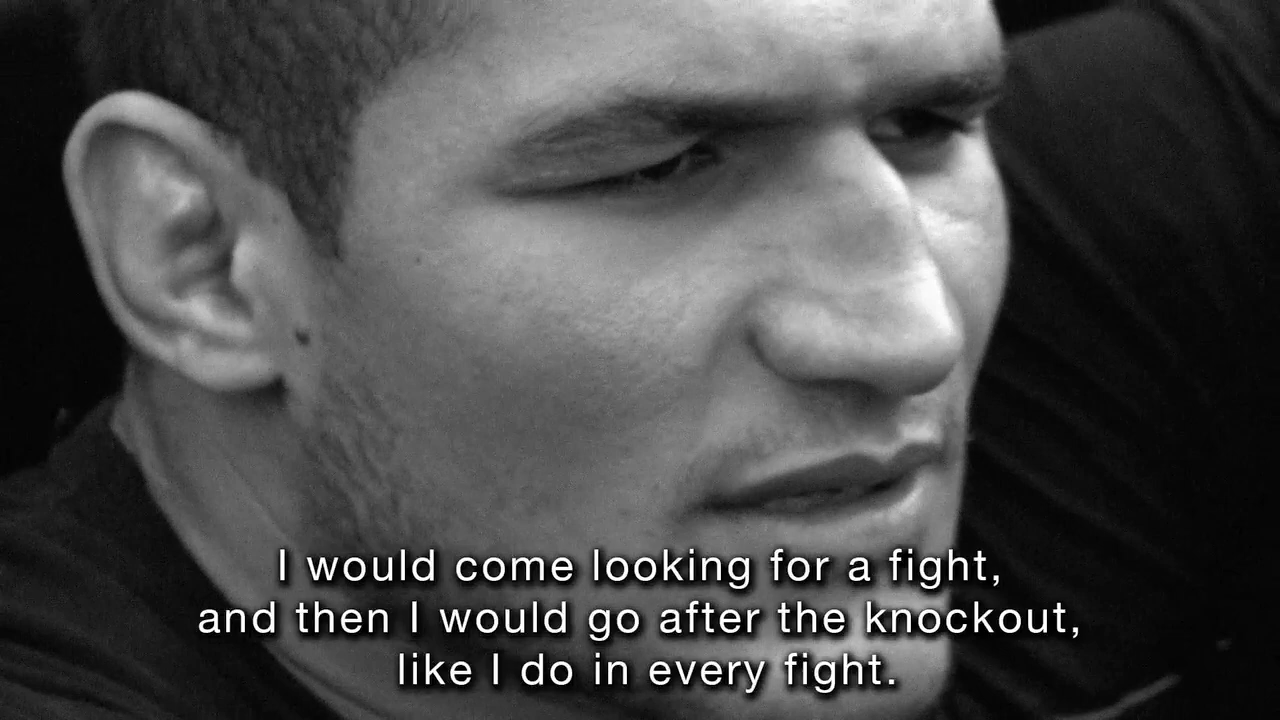 I would come looking for a fight,
and then I would go after the knockout,
like I do in every fight.